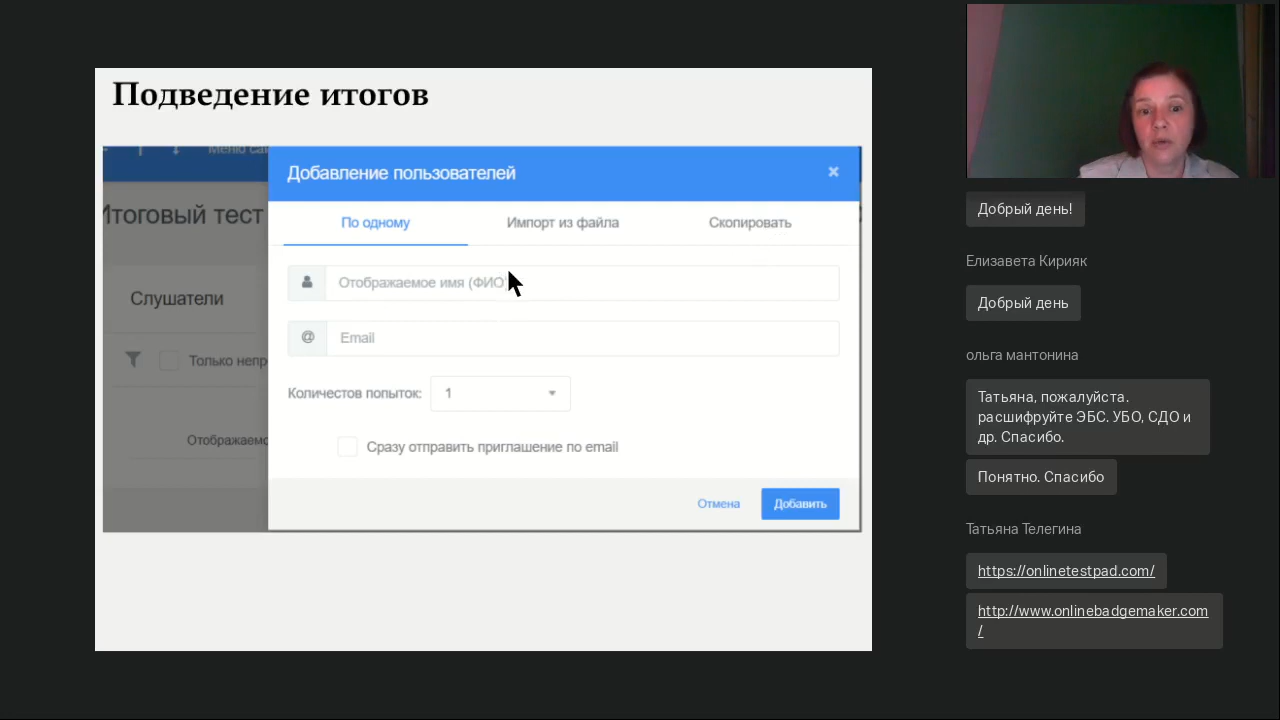 Подведение итогов
Меню
Добавление пользователей
Итоговый тест
По одному
Импорт из файла
Скопировать
Слушатели
Отображаемое имя (ФИО)
Только непр
Email
Количестов попыток:
1
Отображаемо
Сразу отправить приглашение по email
Отмена
Добавить
Добрый день!
Елизавета Кирияк
Добрый день
ольга мантонина
Татьяна, пожалуйста.
расшифруйте ЭБС. УБО, СДО и
др. Спасибо.
Понятно. Спасибо
Татьяна Телегина
https://onlinetestpad.com/
http://www.onlinebadgemaker.com
/